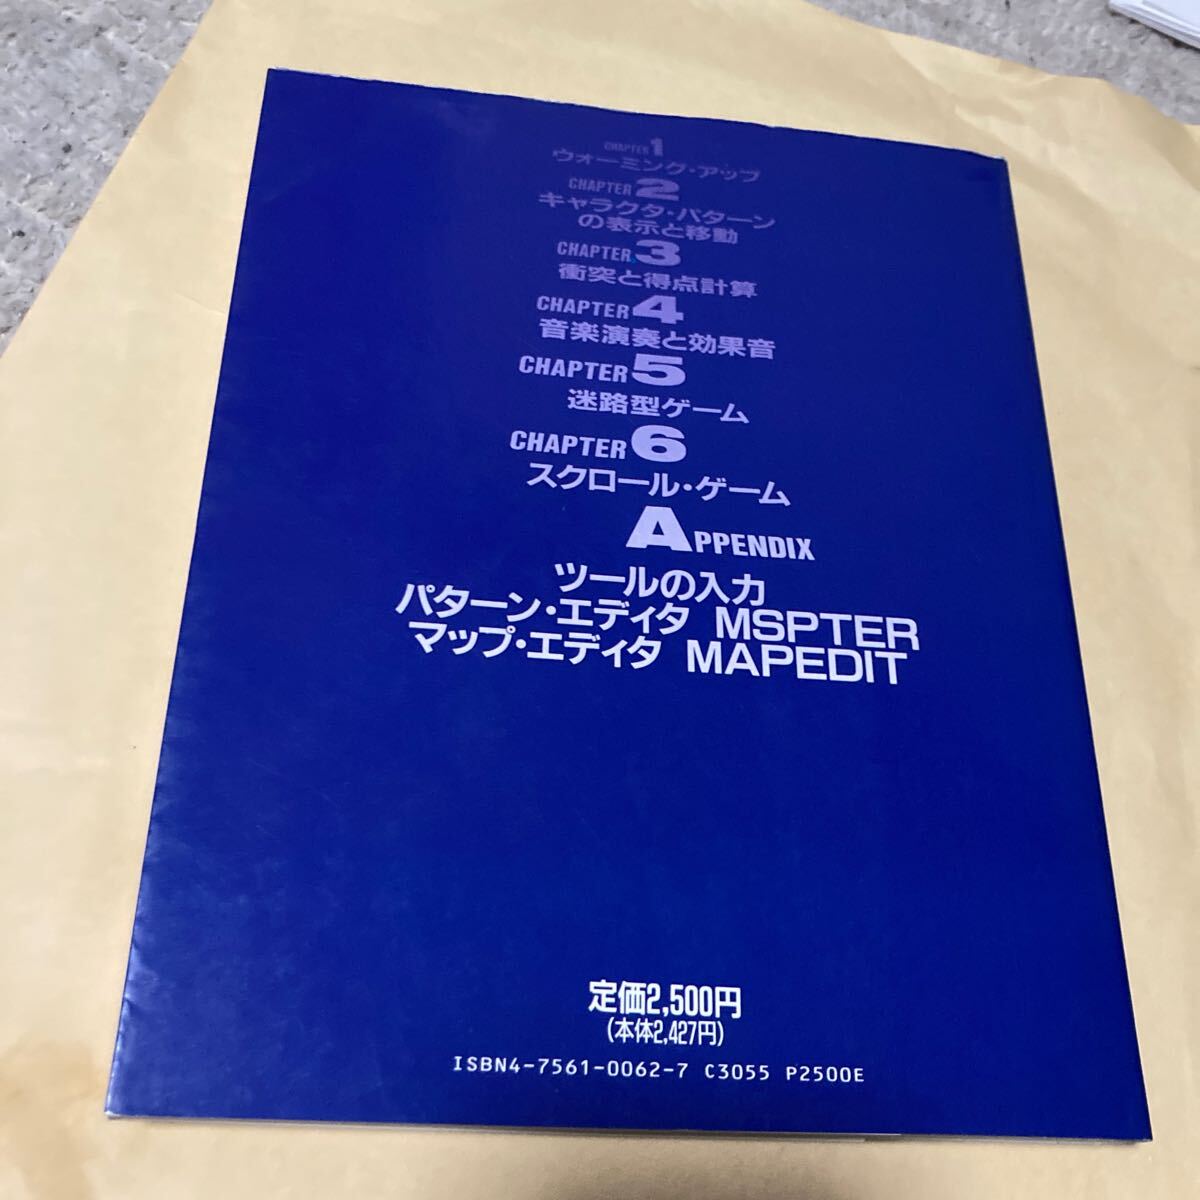 CHAPTER 1
ウォーミング・アップ
CHAPTER 2
キャラクタ・パターン
の表示と移動
CHAPTER 3
衝突と得点計算
CHAPTER 4
音楽演奏と効果音
CHAPTER 5
迷路型ゲーム
CHAPTER 6
スクロール・ゲーム
APPENDIX
ツールの入力
パターン・エディタ MSPTER
マップ・エディタ MAPEDIT
定価2,500円
(本体2,427円)
ISBN4-7561-0062-7 C3055 P2500E